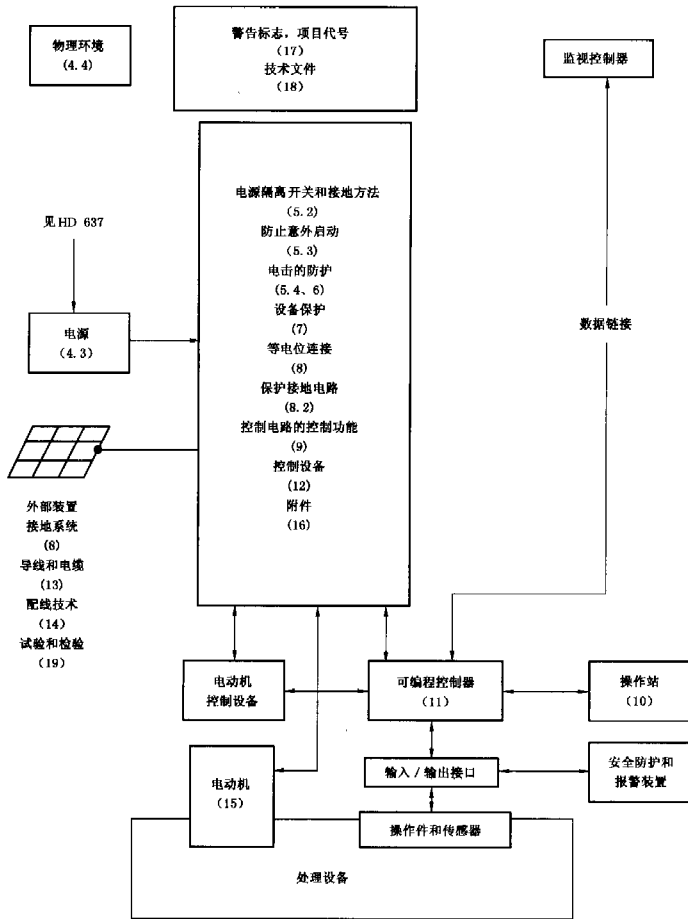 物理环境
(4.4)
警告标志，项目代号
(17)
技术文件
(18)
监视控制器
电源隔离开关和接地方法
(5.2)
防止意外启动
(5.3)
电击的防护
(5.4、6)
设备保护
(7)
等电位连接
(8)
保护接地电路
(8.2)
控制电路的控制功能
(9)
控制设备
(12)
附件
(16)
见HD 637
电源
(4.3)
数据链接
外部装置
接地系统
(8)
导线和电缆
(13)
配线技术
(14)
试验和检验
(19)
电动机
控制设备
可编程控制器
(11)
操作站
(10)
电动机
(15)
输入/输出接口
安全防护和
报警装置
操作件和传感器
处理设备